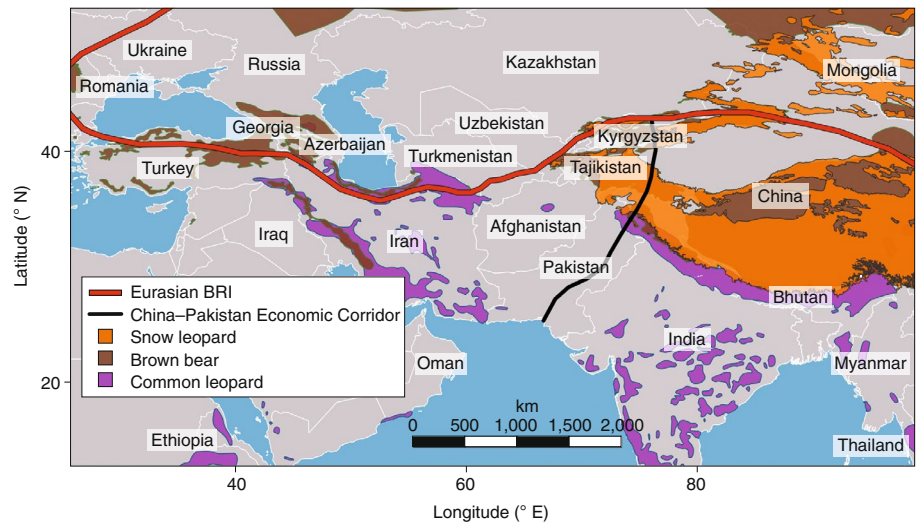 Ukraine
Russia
Kazakhstan
Mongolia
Romania
Georgia
Uzbekistan
Kyrgyzstan
Azerbaijan
40
Turkey
Turkmenistan
Tajikistan
China
Iraq
Iran
Afghanistan
Pakistan
Latitude (° N)
Eurasian BRI
China–Pakistan Economic Corridor
Snow leopard
Brown bear
Common leopard
Bhutan
India
Oman
Myanmar
20
km
0 500 1,000 1,500 2,000
Ethiopia
Thailand
40 60 80
Longitude (° E)